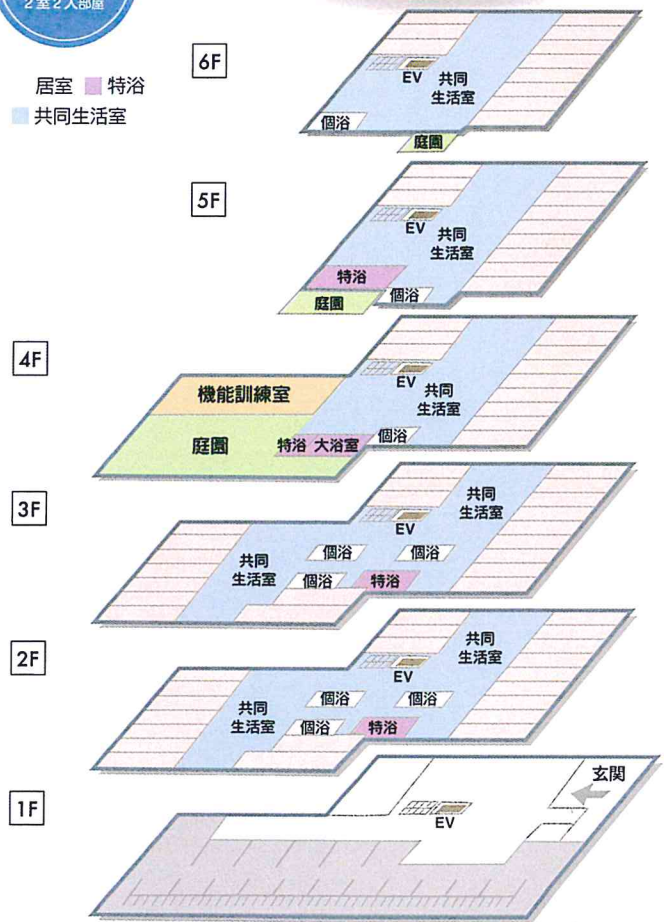 2室2人部屋
居室 特浴
共同生活室
6F
EV
共同
生活室
個浴
庭園
5F
EV
共同
生活室
特浴
個浴
庭園
4F
EV
共同
生活室
機能訓練室
庭園
特浴 大浴室
個浴
3F
共同
生活室
EV
共同
生活室
個浴
個浴
個浴
特浴
2F
共同
生活室
EV
共同
生活室
個浴
個浴
個浴
特浴
1F
玄関
EV